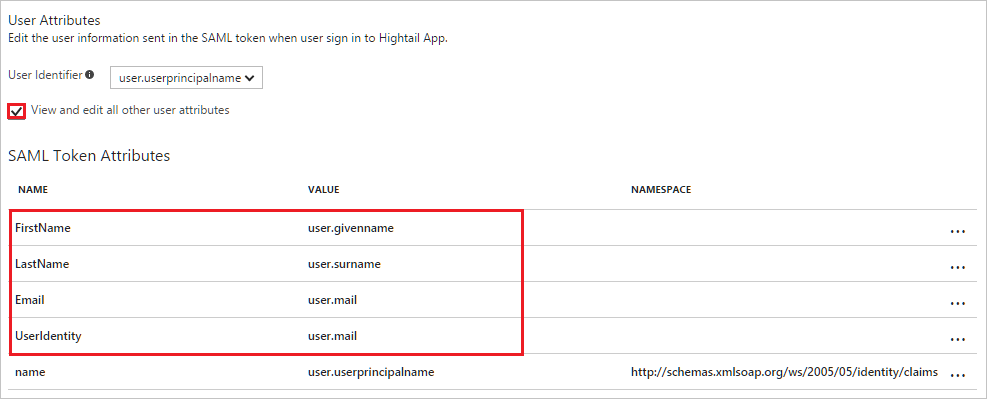 User Attributes
Edit the user information sent in the SAML token when user sign in to Hightail App.
User Identifier user.userprincipalname
View and edit all other user attributes
SAML Token Attributes
NAME VALUE NAMESPACE
FirstName user.givenname ...
LastName user.surname ...
Email user.mail ...
UserIdentity user.mail ...
name user.userprincipalname http://schemas.xmlsoap.org/ws/2005/05/identity/claims ...